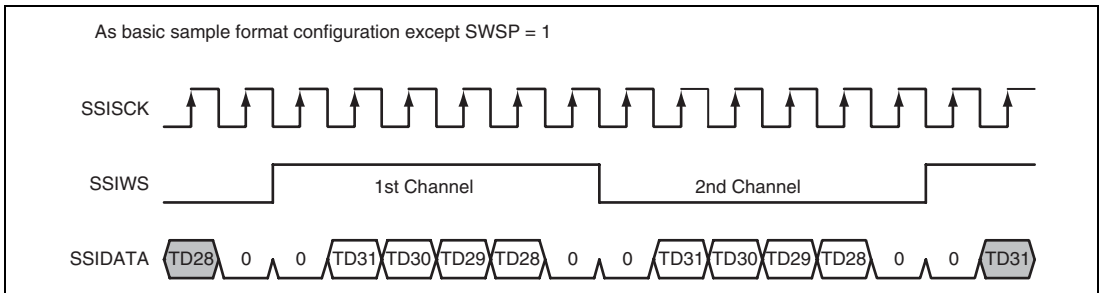 As basic sample format configuration except SWSP = 1
SSISCK
SSIWS 1st Channel 2nd Channel
SSIDATA TD28 0 0 TD31 TD30 TD29 TD28 0 0 TD31 TD30 TD29 TD28 0 0 TD31